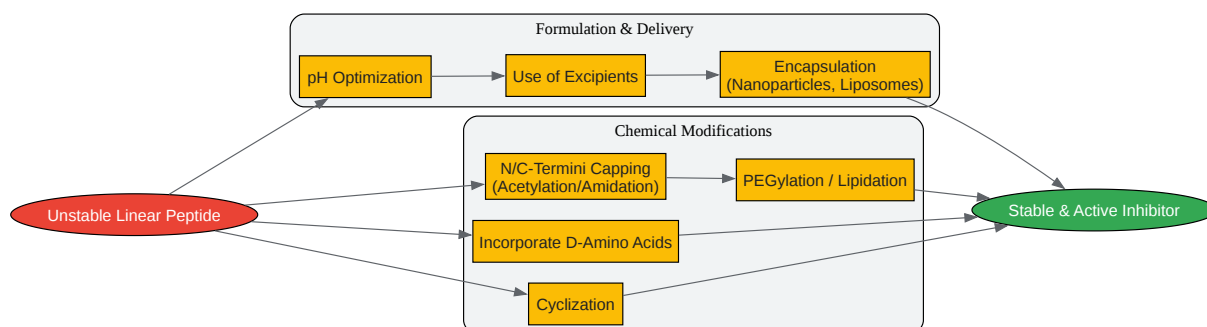 Formulation & Delivery
pH Optimization
Use of Excipients
Encapsulation
(Nanoparticles, Liposomes)
Chemical Modifications
N/C-Termini Capping
(Acetylation/Amidation)
PEGylation / Lipidation
Unstable Linear Peptide
Stable & Active Inhibitor
Incorporate D-Amino Acids
Cyclization